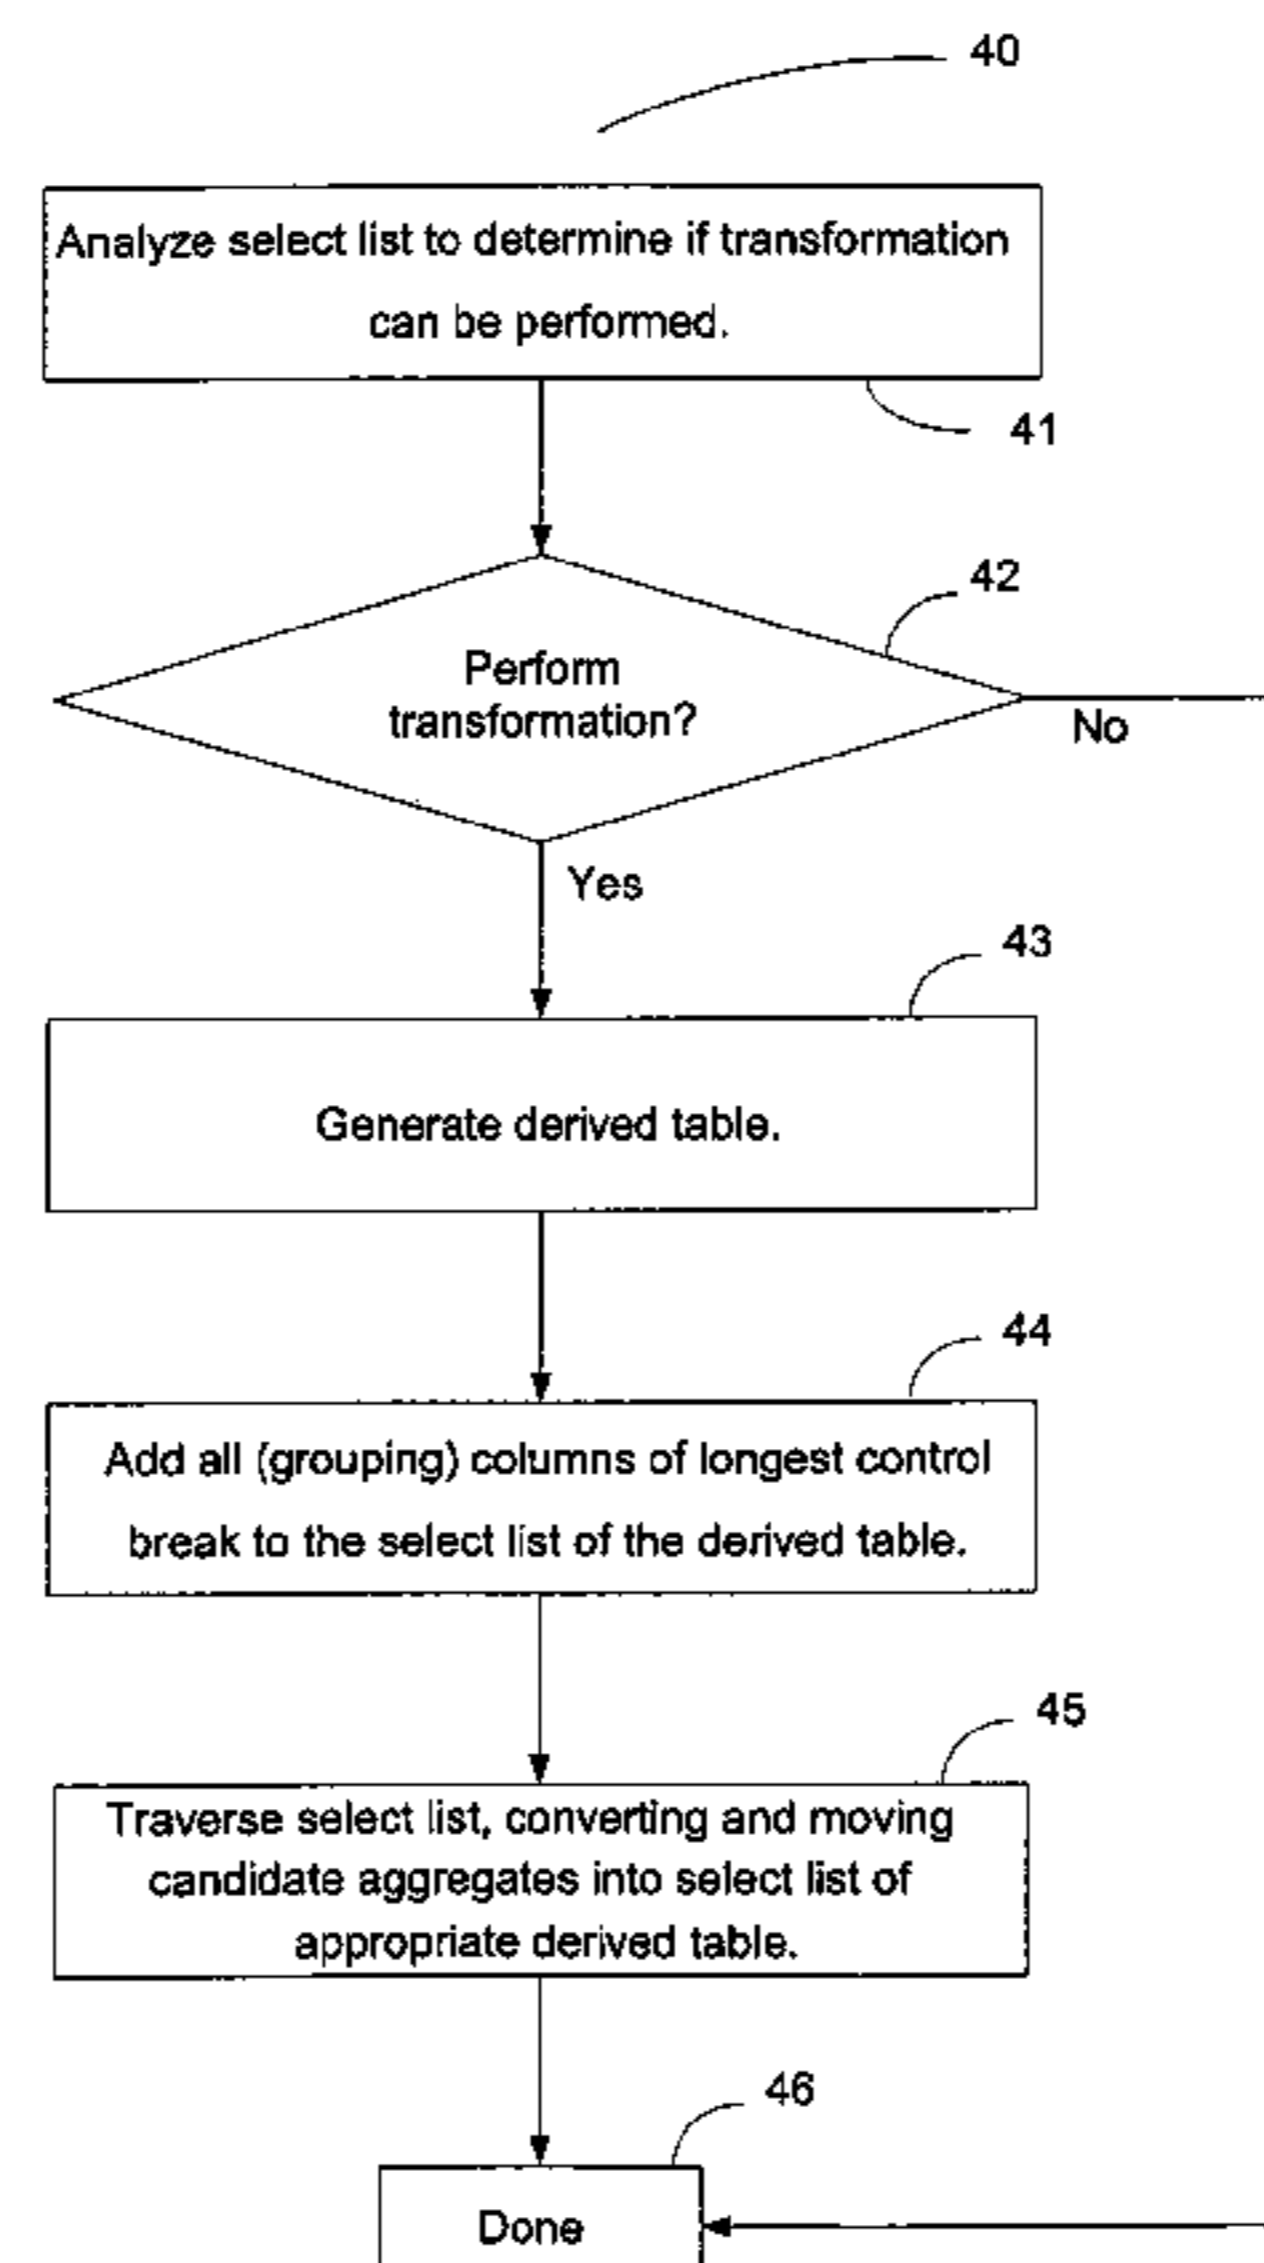 40
Analyze select list to determine if transformation
can be performed.
41
42
Perform
transformation?
No
Yes
43
Generate derived table.
44
Add all (grouping) columns of longest control
break to the select list of the derived table.
45
Traverse select list, converting and moving
candidate aggregates into select list of
appropriate derived table.
46
Done